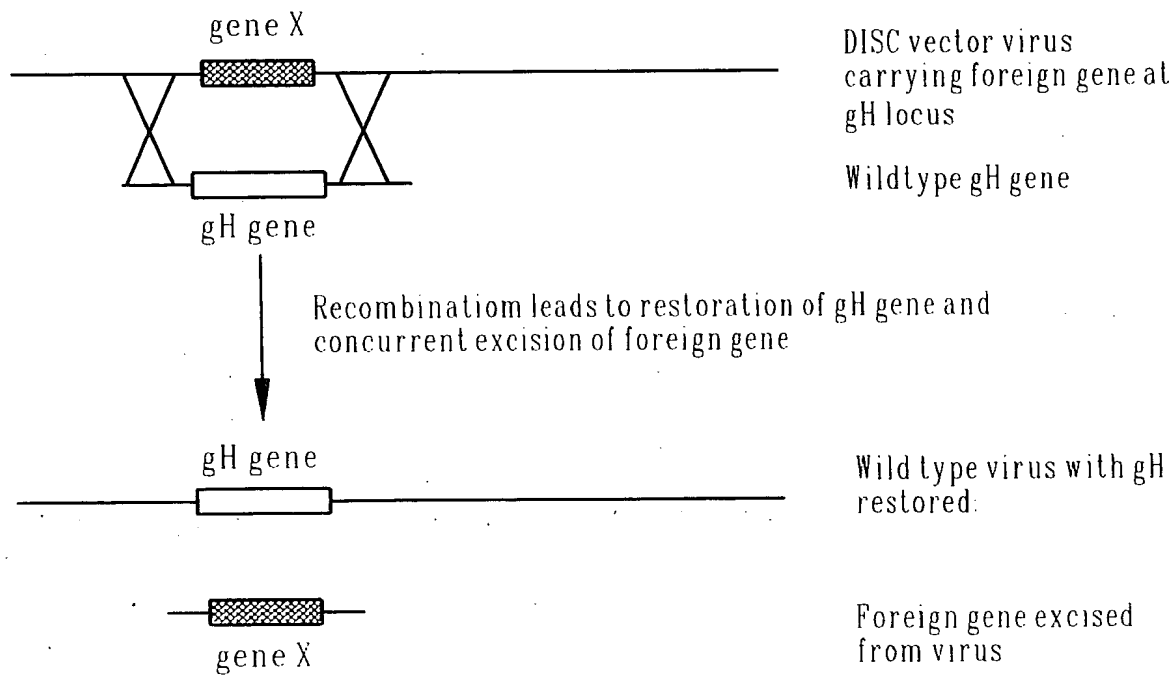 gene X
DISC vector virus
carrying foreign gene at
gH locus
Wildtype gH gene
gH gene
Recombinatiom leads to restoration of gH gene and
concurrent excision of foreign gene
gH gene
Wild type virus with gH
restored.
gene X
Foreign gene excised
from virus